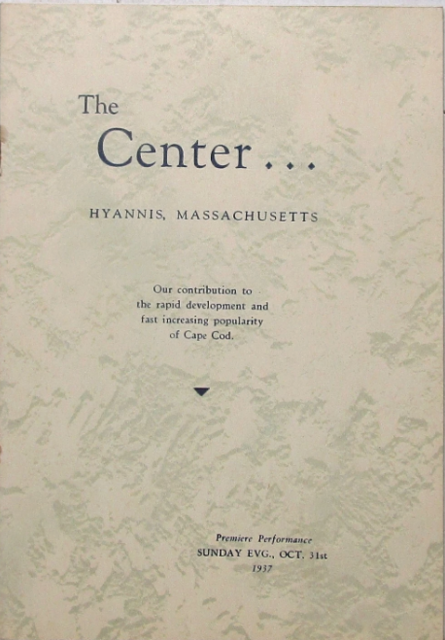 The
Center...
HYANNIS, MASSACHUSETTS
Our contribution to
the rapid development and
fast increasing popularity
of Cape Cod.
Premiere Performance
SUNDAY EVG., OCT. 31st
1937